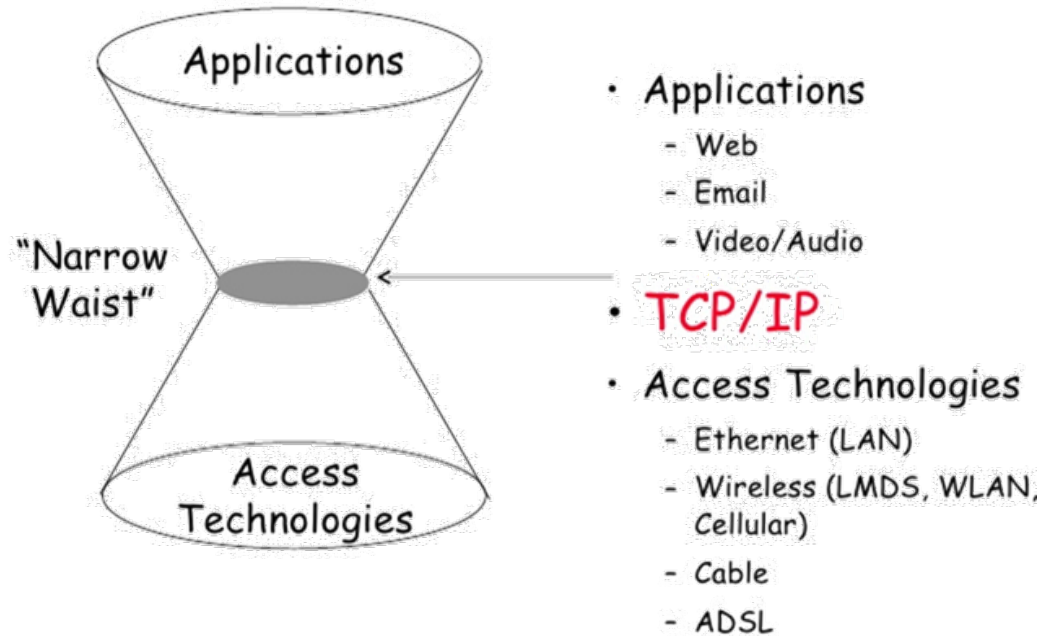 Applications
"Narrow
Waist"
Access
Technologies
• Applications
- Web
- Email
- Video/Audio
• TCP/IP
• Access Technologies
- Ethernet (LAN)
- Wireless (LMDS, WLAN,
Cellular)
- Cable
- ADSL